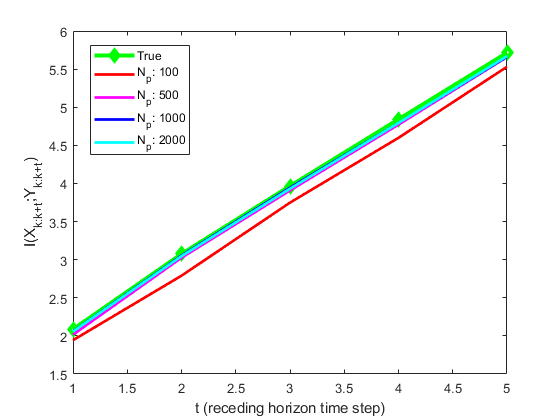 6
5.5
5
4.5
4
3.5
3
2.5
2
1.5
1
1.5
2
2.5
3
3.5
4
4.5
5
t (receding horizon time step)
I(X_{k:k+t};Y_{k:k+t})
True
N_p: 100
N_p: 500
N_p: 1000
N_p: 2000